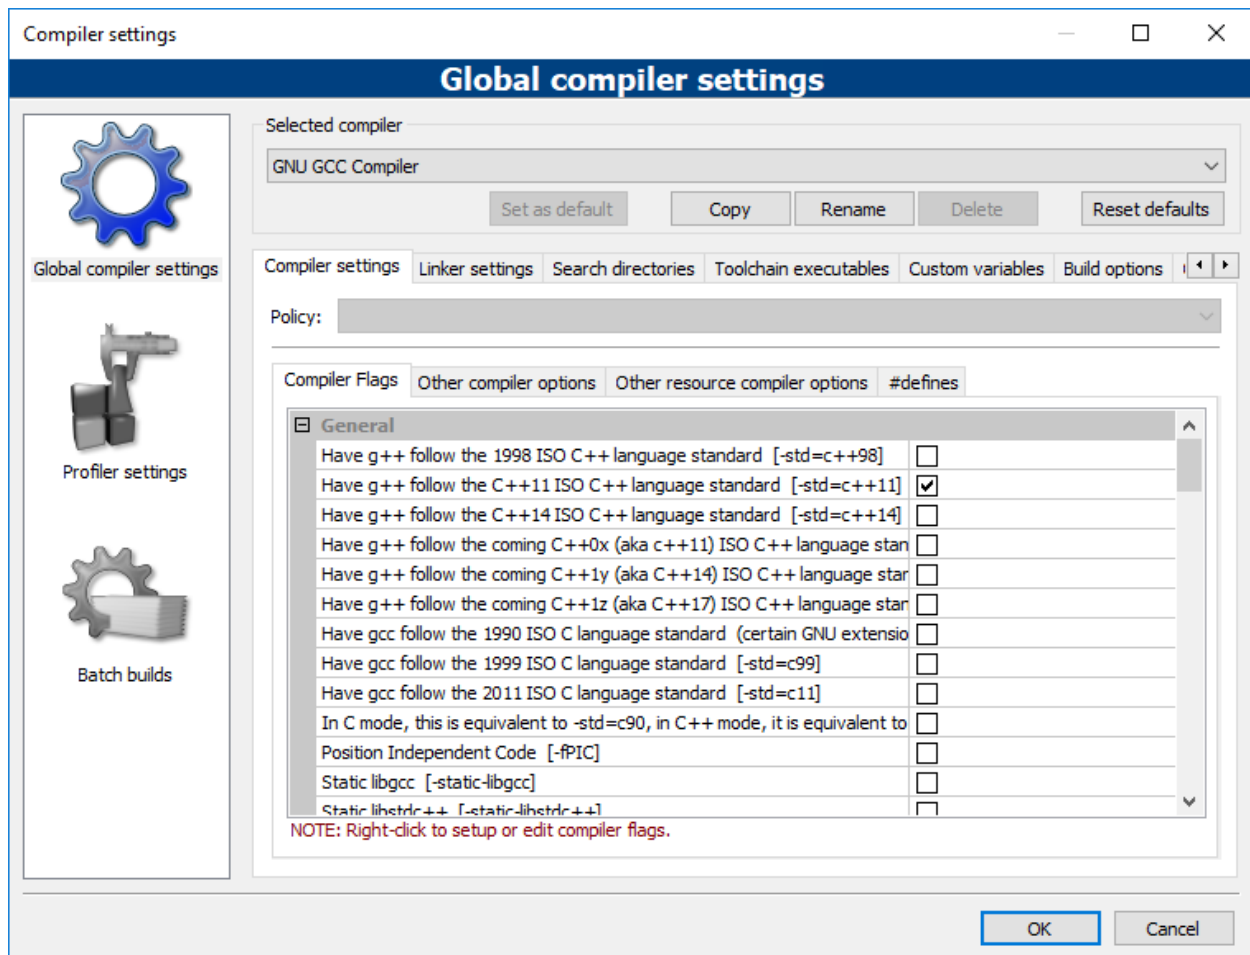 Compiler settings
Global compiler settings
Global compiler settings
Profiler settings
Batch builds
Selected compiler
GNU GCC Compiler
Set as default Copy Rename Delete Reset defaults
Compiler settings Linker settings Search directories Toolchain executables Custom variables Build options
Policy:
Compiler Flags Other compiler options Other resource compiler options #defines
General
Have g++ follow the 1998 ISO C++ language standard [-std=c++98]
Have g++ follow the C++11 ISO C++ language standard [-std=c++11]
Have g++ follow the C++14 ISO C++ language standard [-std=c++14]
Have g++ follow the coming C++0x (aka c++11) ISO C++ language stan
Have g++ follow the coming C++1y (aka C++14) ISO C++ language star
Have g++ follow the coming C++1z (aka C++17) ISO C++ language star
Have gcc follow the 1990 ISO C language standard (certain GNU extensio
Have gcc follow the 1999 ISO C language standard [-std=c99]
Have gcc follow the 2011 ISO C language standard [-std=c11]
In C mode, this is equivalent to -std=c90, in C++ mode, it is equivalent to
Position Independent Code [-fPIC]
Static libgcc [-static-libgcc]
Static libstdc++ [-static-libstdc++]
NOTE: Right-click to setup or edit compiler flags.
OK Cancel